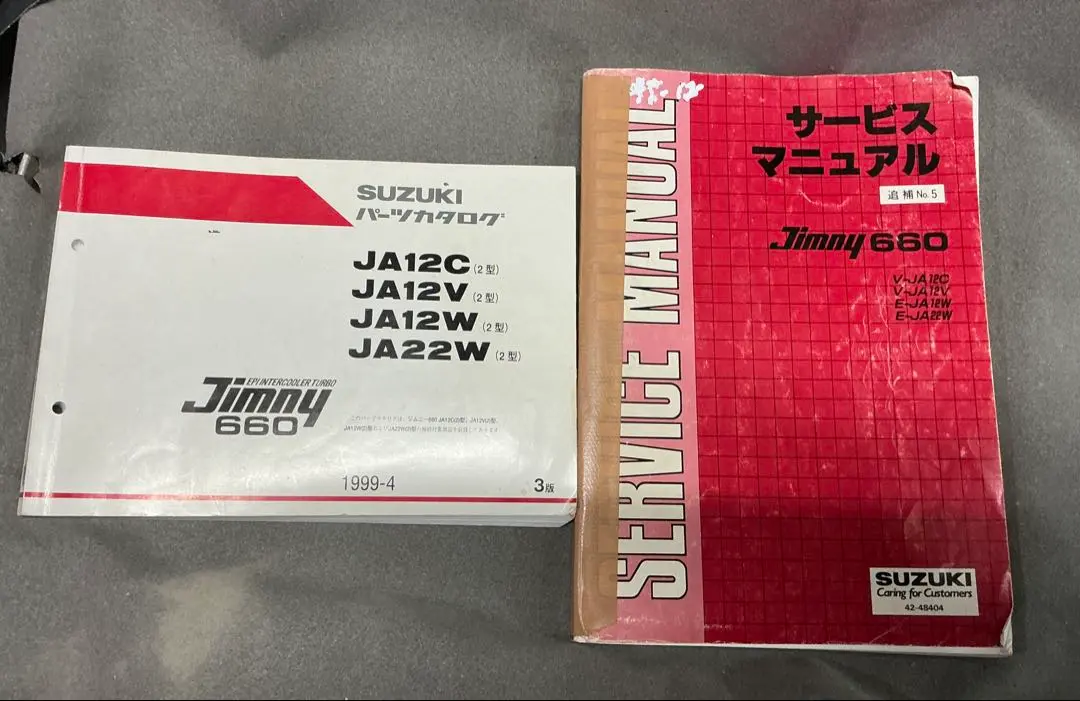 SUZUKI
パーツカタログ
JA12C(2型)
JA12V(2型)
JA12W(2型)
JA22W(2型)
EPI INTERCOOLER TURBO
Jimny
660
1999-4
3版
SERVICE MANUAL
サービス
マニュアル
追補 No.5
Jimny 660
V-JA12C
V-JA12V
E-JA12W
E-JA22W
SUZUKI
Caring for Customers
42-48404